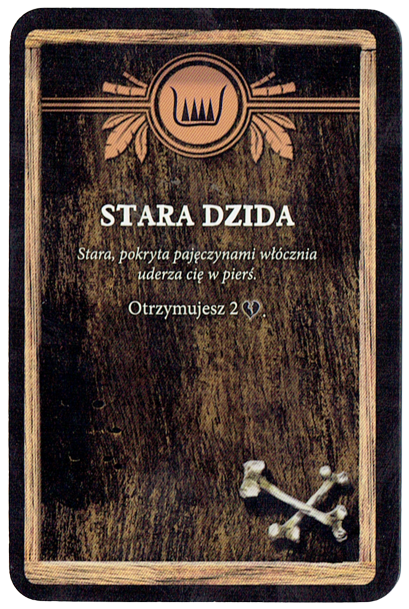 STARA DZIDA
Stara, pokryta pajęczynami włócznia
uderza cię w pierś.
Otrzymujesz 2 .